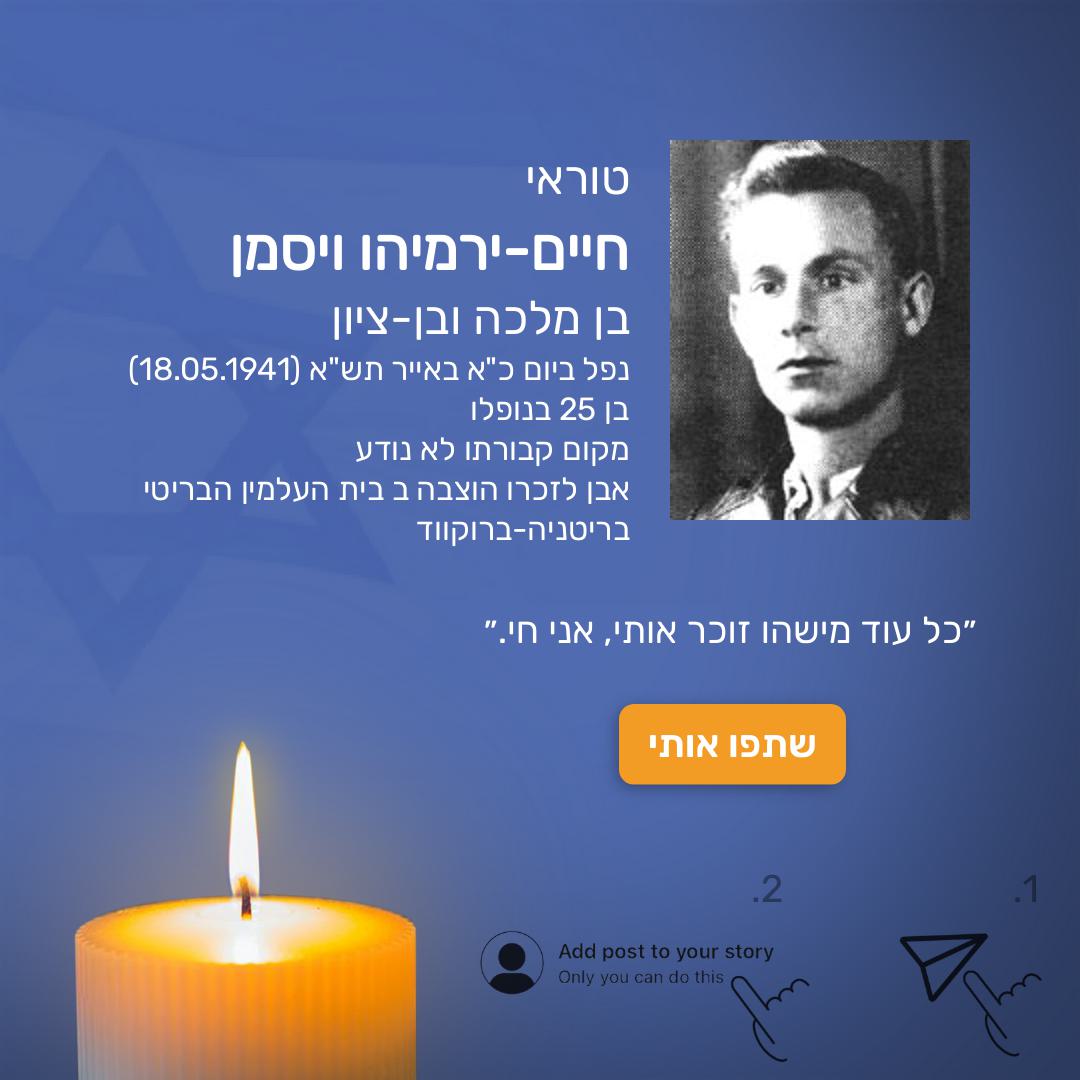 טוראי
חיים-ירמיהו ויסמן
בן מלכה ובן-ציון
נפל ביום כ"א באייר תש"א (18.05.1941)
בן 25 בנופלו
מקום קבורתו לא נודע
אבן לזכרו הוצבה ב בית העלמין הבריטי
בריטניה-ברוקווד
״כל עוד מישהו זוכר אותי, אני חי.״
שתפו אותי
1.
2.
Add post to your story
Only you can do this